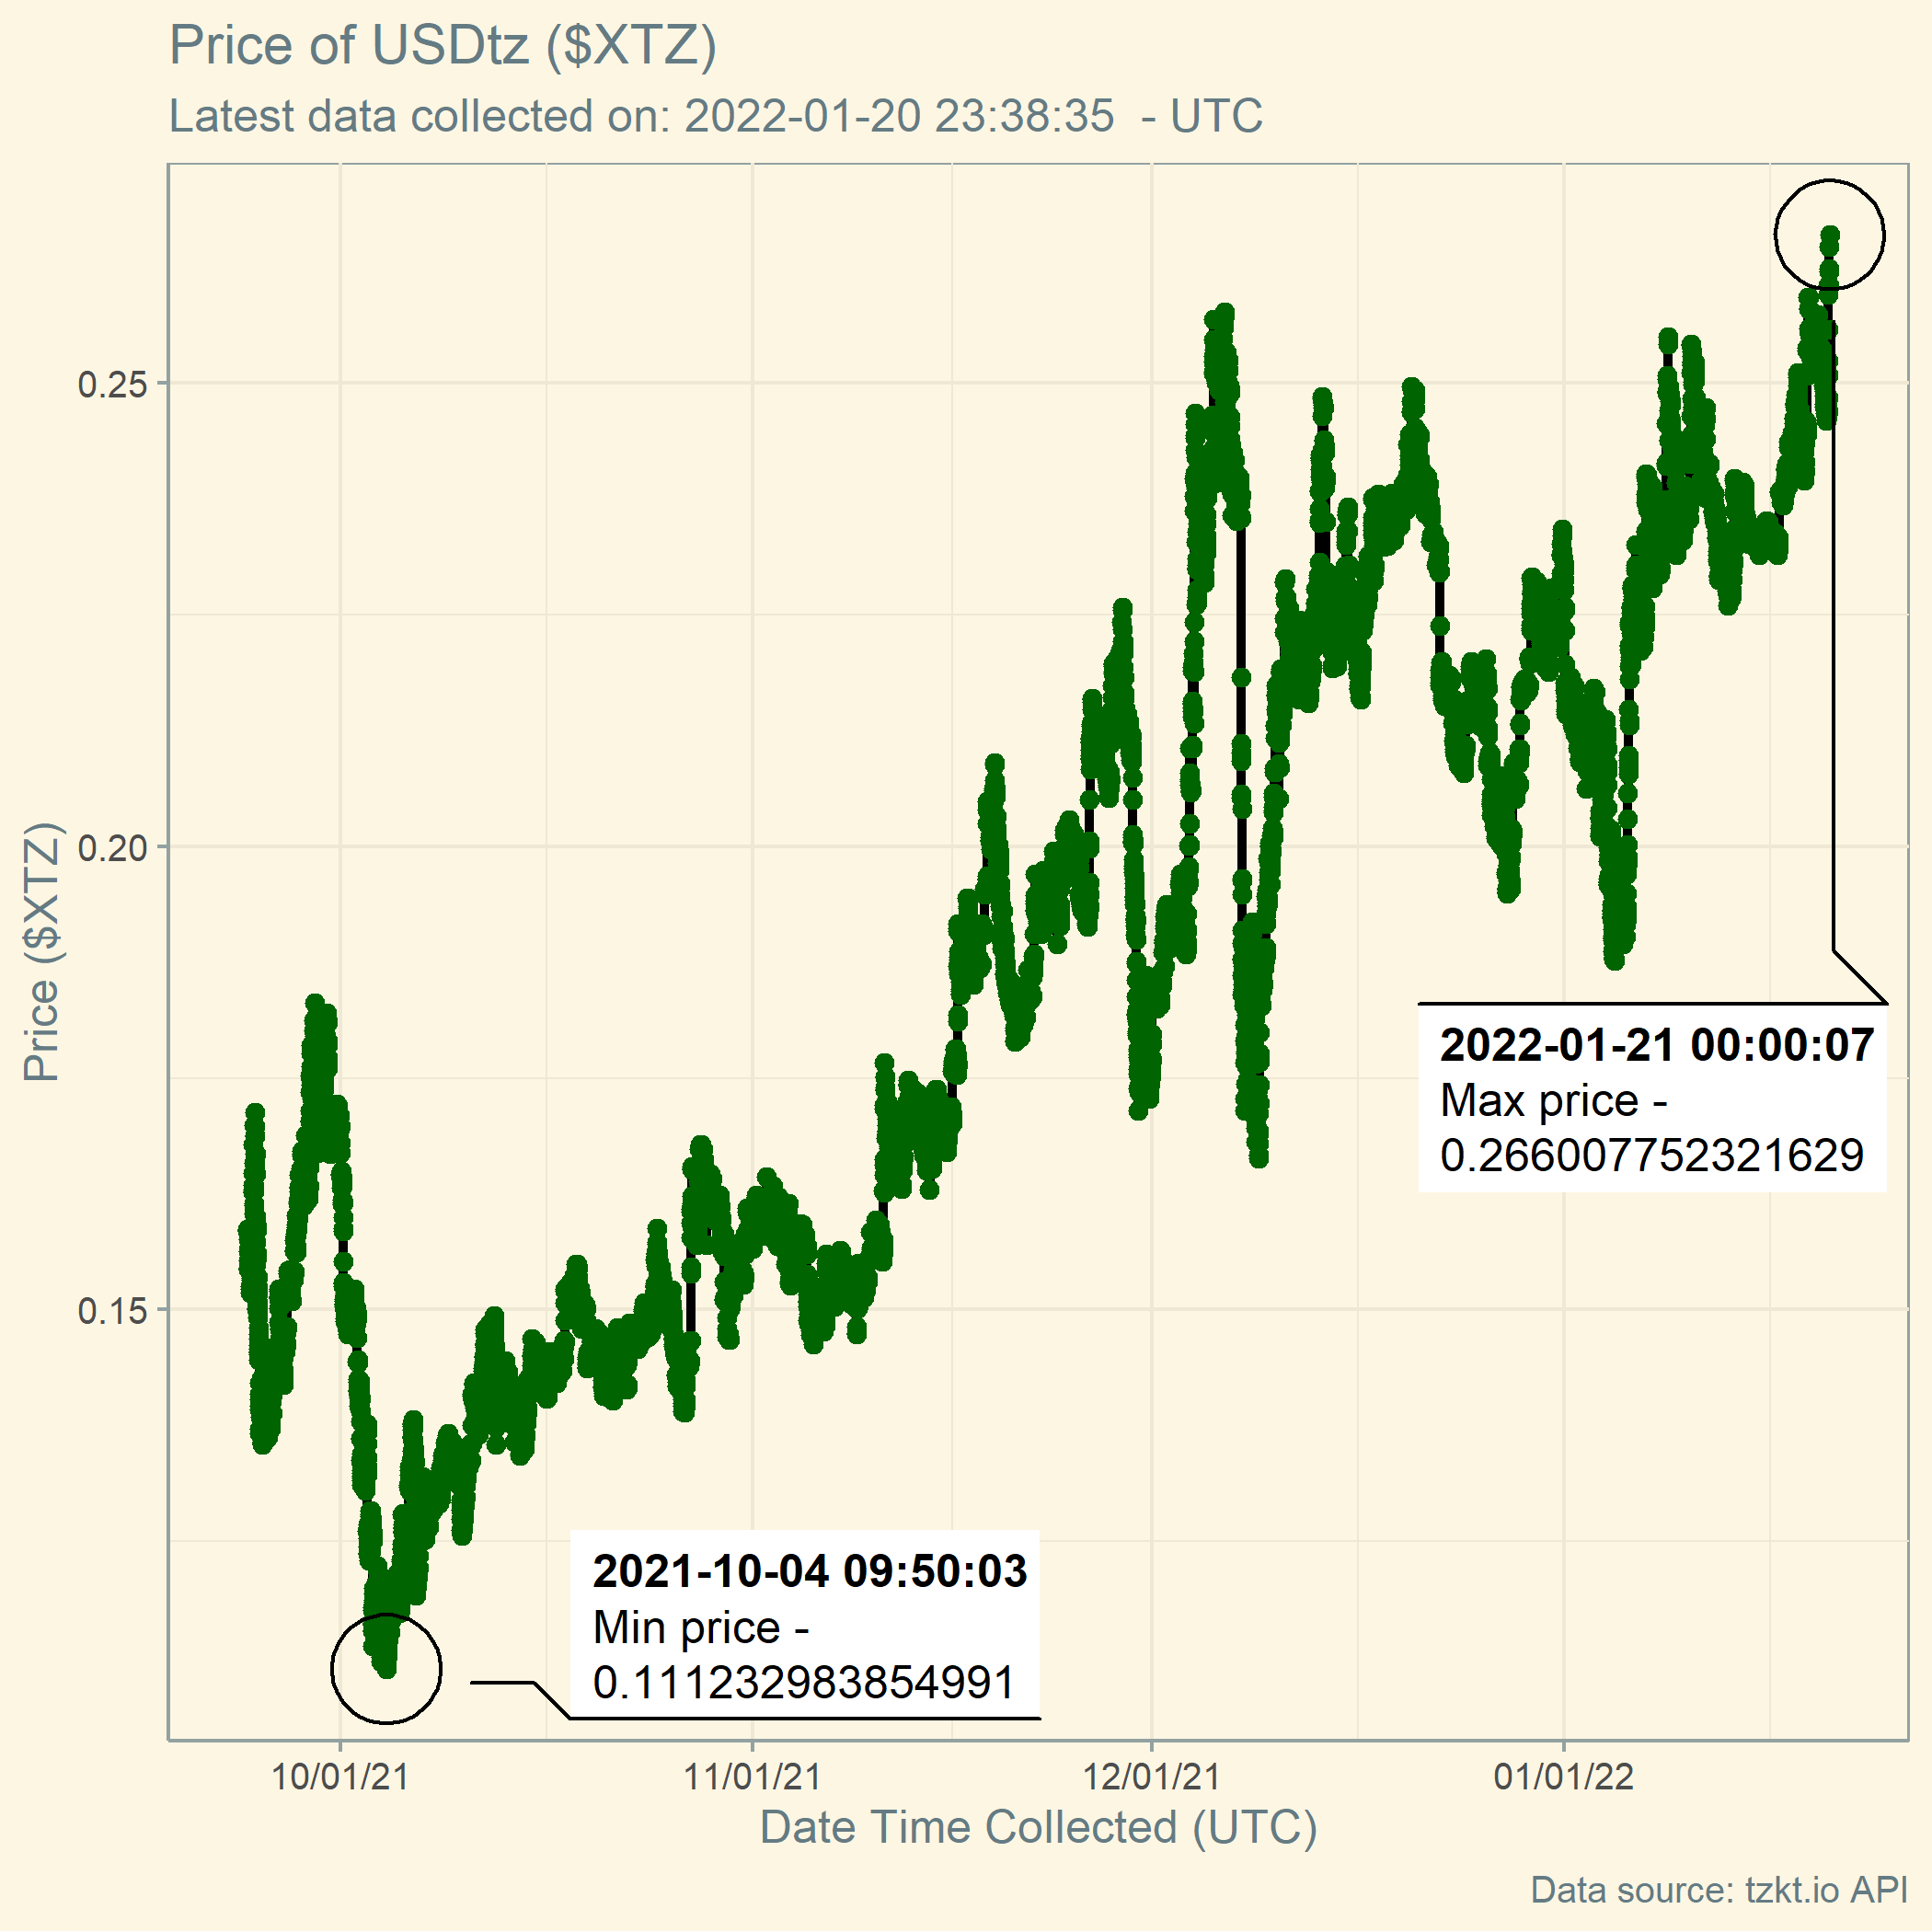 Price of USDtz ($XTZ)
Latest data collected on: 2022-01-20 23:38:35  - UTC
0.25
0.20
0.15
Price ($XTZ)
2022-01-21 00:00:07
Max price -
0.2660077523216​29
2021-10-04 09:50:03
Min price -
0.111232983854991
10/01/21
11/01/21
12/01/21
01/01/22
Date Time Collected (UTC)
Data source: tzkt.io API